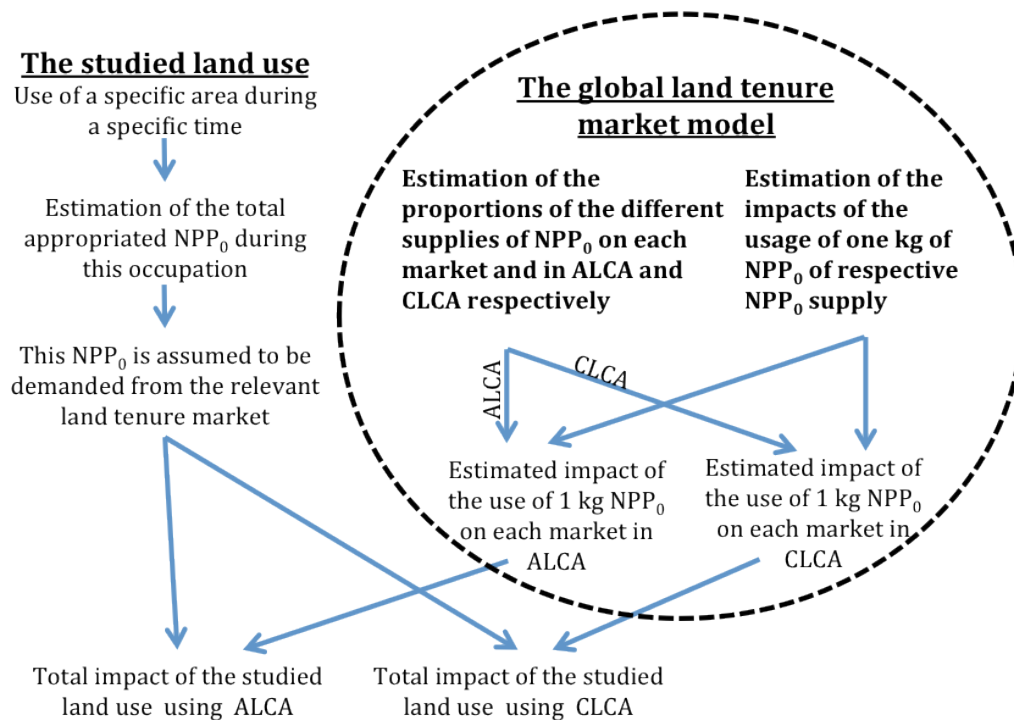 The studied land use
Use of a specific area during
a specific time
Estimation of the total
appropriated NPP₀ during
this occupation
This NPP₀ is assumed to be
demanded from the relevant
land tenure market
The global land tenure
market model
Estimation of the
proportions of the different
supplies of NPP₀ on each
market and in ALCA and
CLCA respectively
Estimation of the
impacts of the
usage of one kg of
NPP₀ of respective
NPP₀ supply
ALCA
CLCA
Estimated impact of
the use of 1 kg NPP₀
on each market in
ALCA
Estimated impact of
the use of 1 kg NPP₀
on each market in
CLCA
Total impact of the studied
land use using ALCA
Total impact of the studied
land use using CLCA